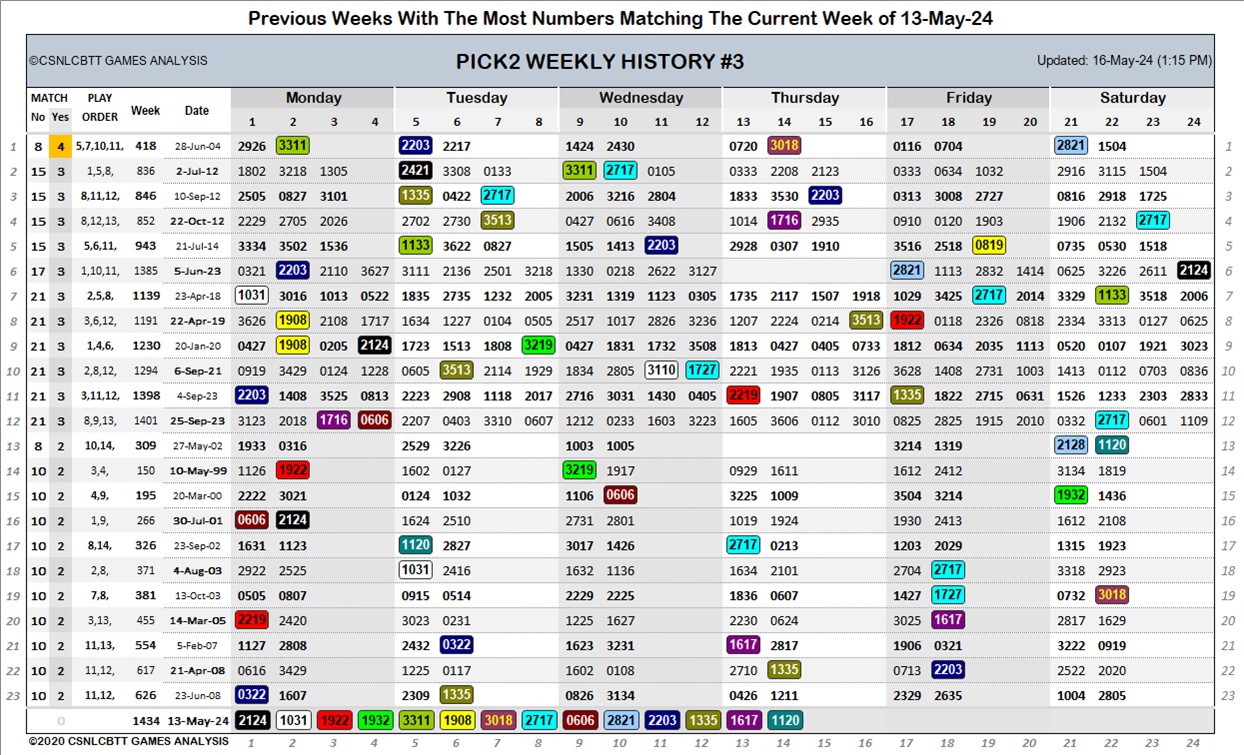 Previous Weeks With The Most Numbers Matching The Current Week of 13-May-24
©CSNLCBTT GAMES ANALYSIS PICK2 WEEKLY HISTORY #3 Updated: 16-May-24 (1:15 PM)
MATCH PLAY Week Date Monday Tuesday Wednesday Thursday Friday Saturday
No Yes ORDER 1 2 3 4 5 6 7 8 9 10 11 12 13 14 15 16 17 18 19 20 21 22 23 24
1 8 4 5,7,10,11, 418 28-Jun-04 2926 3311 2203 2217 1424 2430 0720 3018 0116 0704 2821 1504 1
2 15 3 1,5,8, 836 2-Jul-12 1802 3218 1305 2421 3308 0132 3311 2717 0105 0333 2208 2123 0333 0634 1032 2916 3115 1504 2
3 15 3 8,11,12, 846 10-Sep-12 2505 0827 3101 1335 0422 2717 2006 3216 2804 1833 3530 2203 0313 3008 2727 0816 2918 1725 3
4 15 3 8,12,13, 852 22-Oct-12 2229 2705 2026 2702 2730 3513 0427 0616 3408 1014 1716 2935 0910 0120 1903 1906 2132 2717 4
5 15 3 5,6,11, 943 21-Jul-14 3334 3502 1536 1133 3622 0827 1505 1413 2203 2928 0307 1910 3516 2518 0819 0735 0530 1518 5
6 17 3 1,10,11, 1385 5-Jun-23 0321 2203 2110 3627 3111 2136 2501 3218 1330 0218 2622 3127 2821 1113 2832 1414 0625 3226 2611 2124 6
7 21 3 2,5,8, 1139 23-Apr-18 1031 3016 1013 0522 1835 2735 1232 2005 3231 1319 1123 0305 1735 2117 1507 1918 1029 3425 2717 2014 3329 1133 3518 2006 7
8 21 3 3,6,12, 1191 22-Apr-19 3626 1908 2108 1717 1634 1227 0104 0505 2517 1017 2826 3236 1207 2224 0214 3513 1922 0118 2326 0818 2334 3313 0127 0625 8
9 21 3 1,4,6, 1230 20-Jan-20 0427 1908 0205 2124 1723 1513 1808 3219 0427 1831 1732 3508 1813 0427 0405 0733 1812 0634 2035 1113 0520 0107 1921 3023 9
10 21 3 2,8,12, 1294 6-Sep-21 0919 3429 0124 1228 0605 3513 2114 1929 1834 2805 3110 1727 2221 1935 0113 3126 3628 1408 2731 1003 1413 0112 0703 0836 10
11 21 3 3,11,12, 1398 4-Sep-23 2203 1408 3525 0813 2223 2908 1118 2017 2716 3031 1430 0405 2219 1907 0805 3117 1335 1822 2715 0631 1526 1233 2303 2833 11
12 21 3 8,9,13, 1401 25-Sep-23 3123 2018 1716 0606 2207 0403 3310 0607 1212 0233 1603 3223 1605 3606 0112 3010 0825 2825 1915 2010 0332 2717 0601 1109 12
13 8 2 10,14, 309 27-May-02 1933 0316 2529 3226 1003 1005 3214 1319 2128 1120 13
14 10 2 3,4, 150 10-May-99 1126 1922 1602 0127 3219 1917 0929 1611 1612 2412 3134 1819 14
15 10 2 4,9, 195 20-Mar-00 2222 3021 0124 1032 1106 0606 3225 1009 3504 3214 1932 1436 15
16 10 2 1,9, 266 30-Jul-01 0606 2124 1624 2510 2731 2801 1019 1924 1930 2413 1612 2108 16
17 10 2 8,14, 326 23-Sep-02 1631 1123 1120 2827 3017 1426 2717 0213 1203 2029 1315 1923 17
18 10 2 2,8, 371 4-Aug-03 2922 2525 1031 2416 1632 1136 1634 2101 2704 2717 3318 2923 18
19 10 2 7,8, 381 13-Oct-03 0505 0807 0915 0514 2229 2225 1836 0607 1427 1727 0732 3018 19
20 10 2 3,13, 455 14-Mar-05 2219 2420 3023 0231 1225 1627 2230 0624 3025 1617 2817 1629 20
21 10 2 11,13, 554 5-Feb-07 1127 2808 2432 0322 1623 3231 1617 2817 1906 0321 3222 0919 21
22 10 2 11,12, 617 21-Apr-08 0616 3429 1225 0117 1602 0108 2710 1335 0713 2203 2522 2020 22
23 10 2 11,12, 626 23-Jun-08 0322 1607 2309 1335 0826 3134 0426 1211 2329 2635 1004 2805 23
0 1434 13-May-24 2124 1031 1922 1932 3311 1908 3018 2717 0606 2821 2203 1335 1617 1120
©2020 CSNLCBTT GAMES ANALYSIS 1 2 3 4 5 6 7 8 9 10 11 12 13 14 15 16 17 18 19 20 21 22 23 24